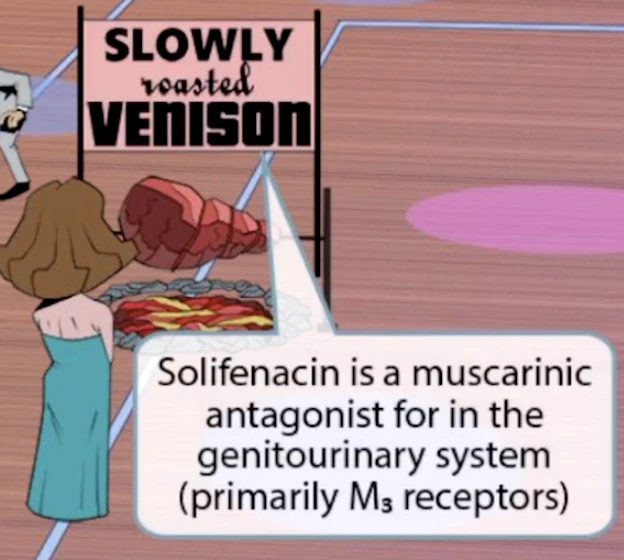 SLOWLY
roasted
VENISON
Solifenacin is a muscarinic
antagonist for in the
genitourinary system
(primarily M₃ receptors)